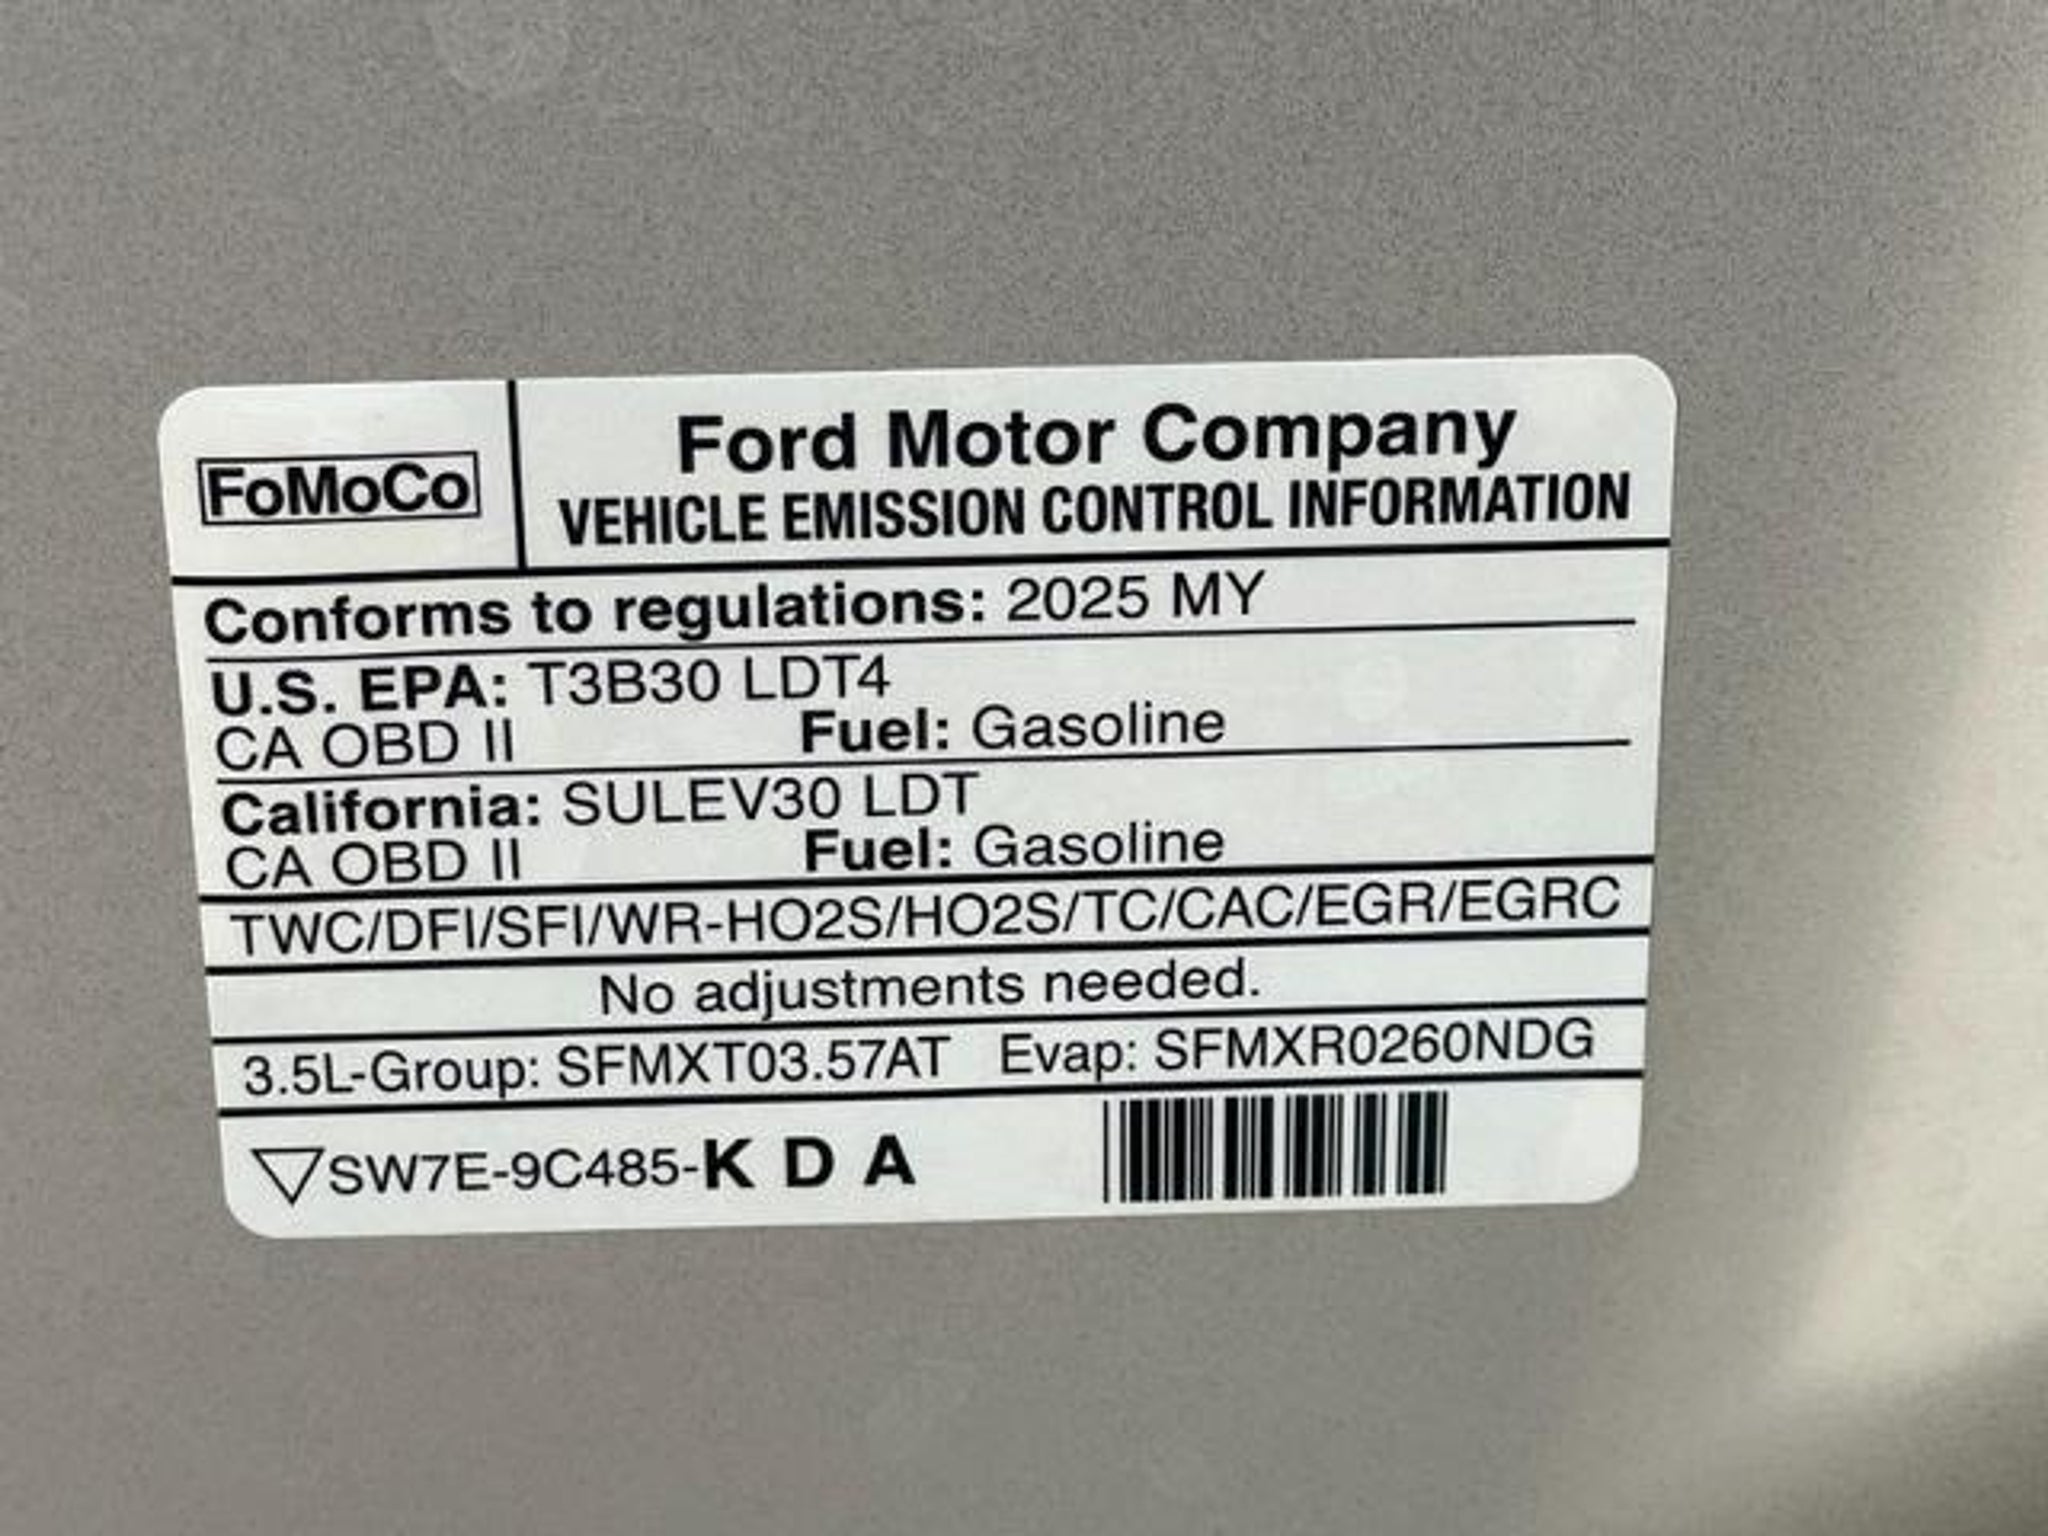 FoMoCo
Ford Motor Company
VEHICLE EMISSION CONTROL INFORMATION
Conforms to regulations: 2025 MY
U.S. EPA: T3B30 LDT4
CA OBD II Fuel: Gasoline
California: SULEV30 LDT
CA OBD II Fuel: Gasoline
TWC/DFI/SFI/WR-HO2S/HO2S/TC/CAC/EGR/EGRC
No adjustments needed.
3.5L-Group: SFMXT03.57AT Evap: SFMXR0260NDG
SW7E-9C485-K D A